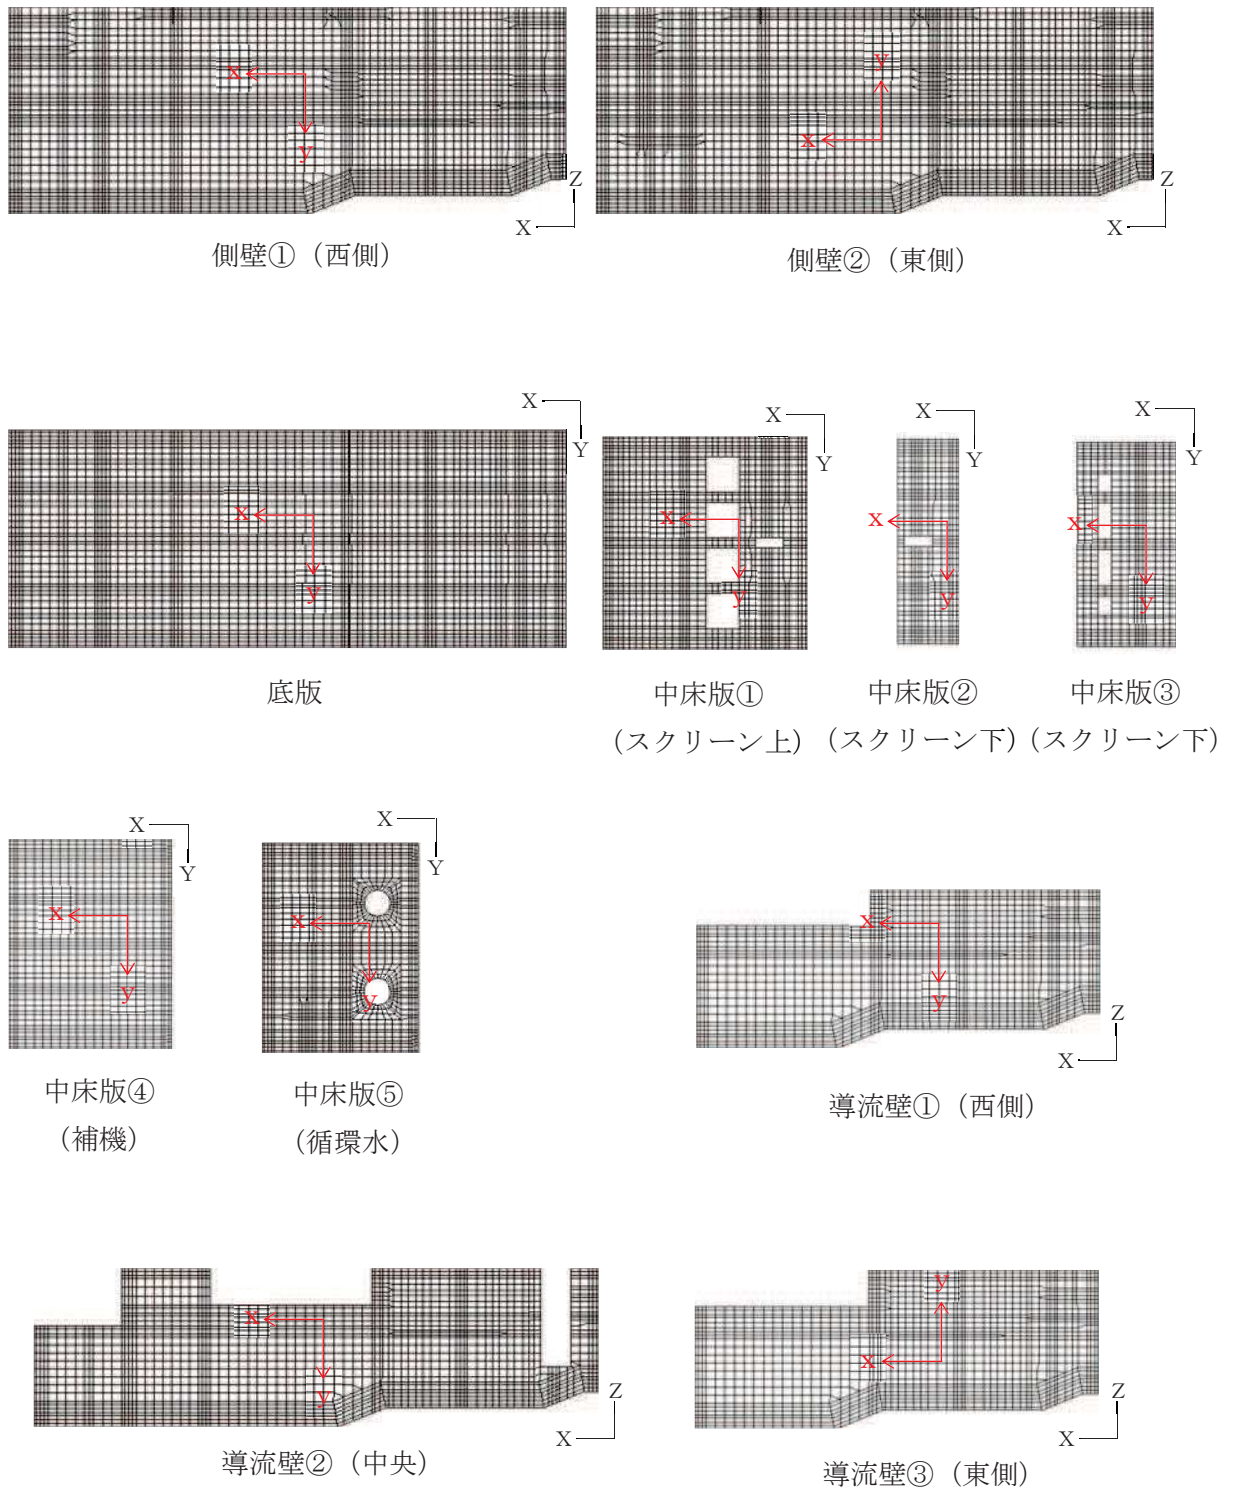 x
y
Z
X
側壁①（西側）
y
x
Z
X
側壁②（東側）
X
Y
x
y
底版
X
Y
x
y
中床版①
（スクリーン上）
X
Y
x
y
中床版②
（スクリーン下）
X
Y
x
y
中床版③
（スクリーン下）
X
Y
x
y
中床版④
（補機）
X
Y
x
y
中床版⑤
（循環水）
x
y
Z
X
導流壁①（西側）
x
y
Z
X
導流壁②（中央）
y
x
Z
X
導流壁③（東側）